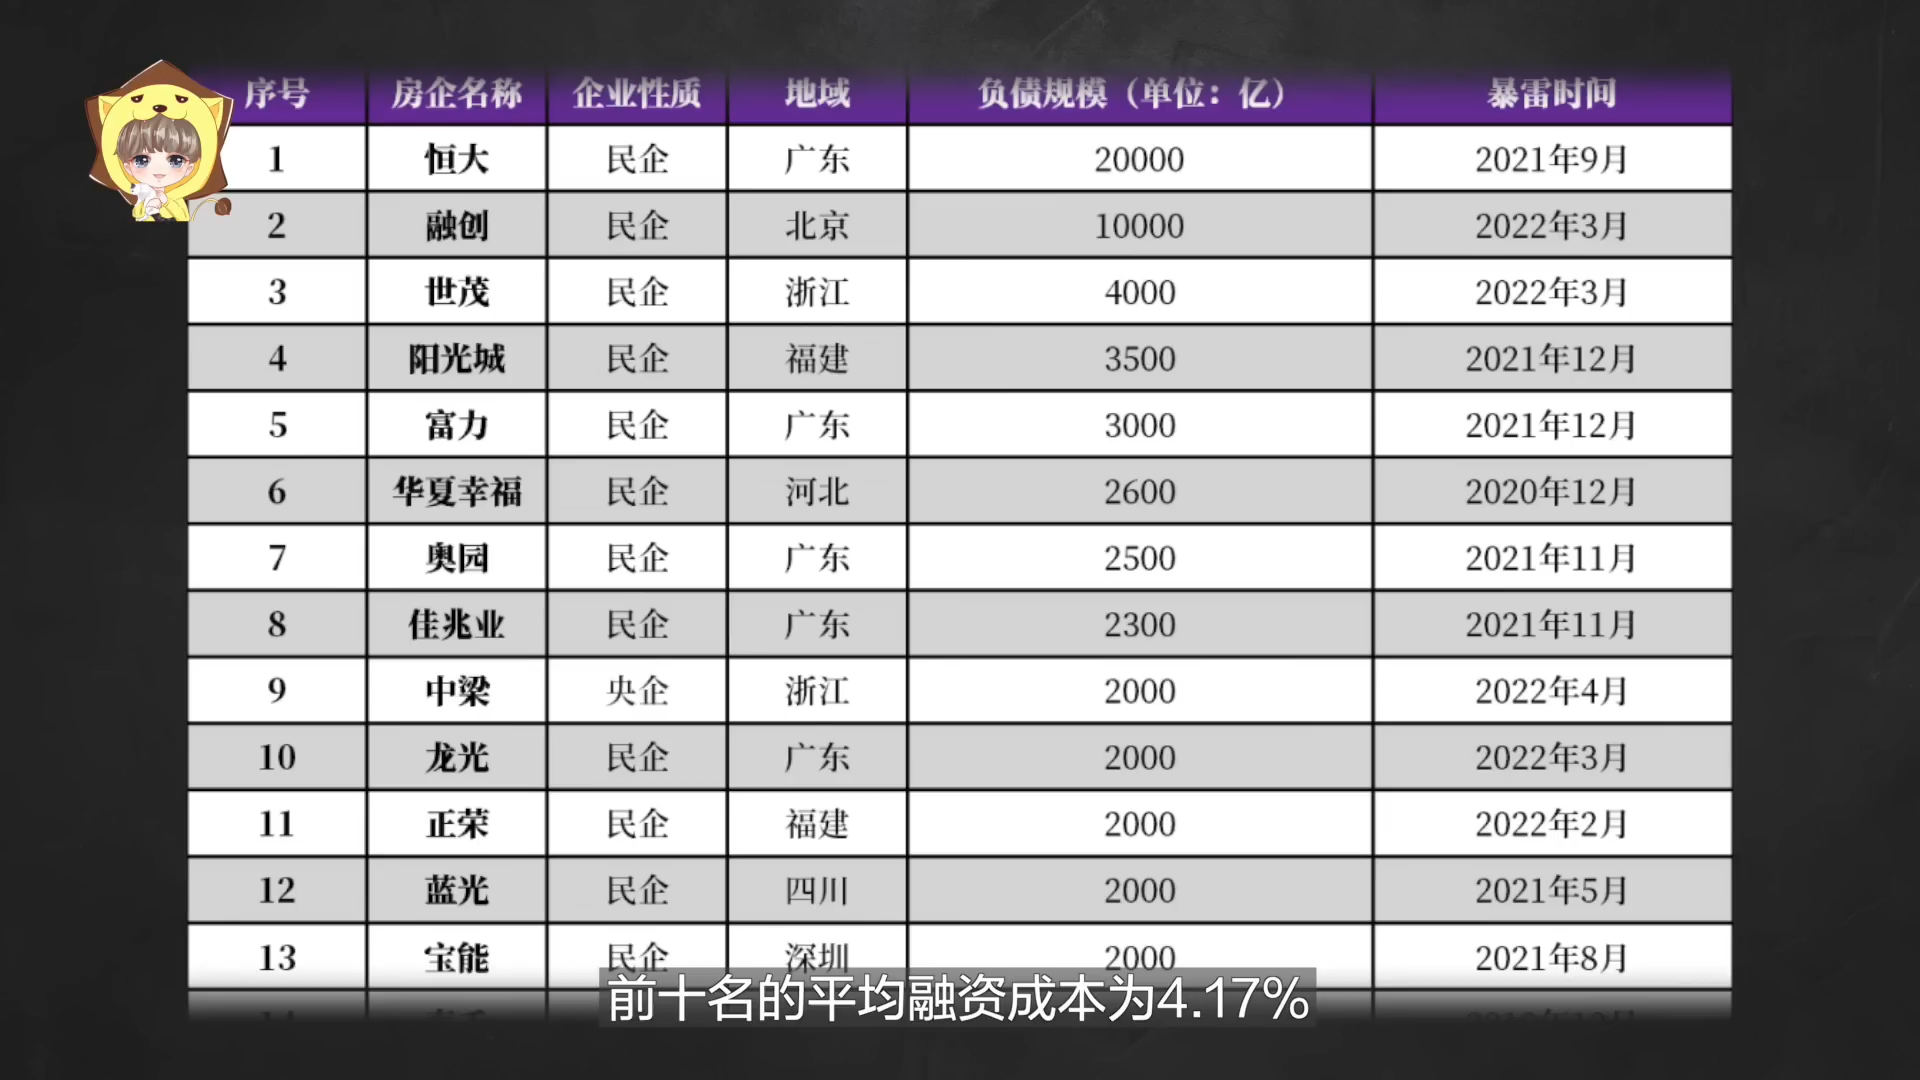 序号 房企名称 企业性质 地域 负债规模（单位：亿） 暴雷时间
1 恒大 民企 广东 20000 2021年9月
2 融创 民企 北京 10000 2022年3月
3 世茂 民企 浙江 4000 2022年3月
4 阳光城 民企 福建 3500 2021年12月
5 富力 民企 广东 3000 2021年12月
6 华夏幸福 民企 河北 2600 2020年12月
7 奥园 民企 广东 2500 2021年11月
8 佳兆业 民企 广东 2300 2021年11月
9 中梁 央企 浙江 2000 2022年4月
10 龙光 民企 广东 2000 2022年3月
11 正荣 民企 福建 2000 2022年2月
12 蓝光 民企 四川 2000 2021年5月
13 宝能 民企 深圳 2000 2021年8月
前十名的平均融资成本为4.17%